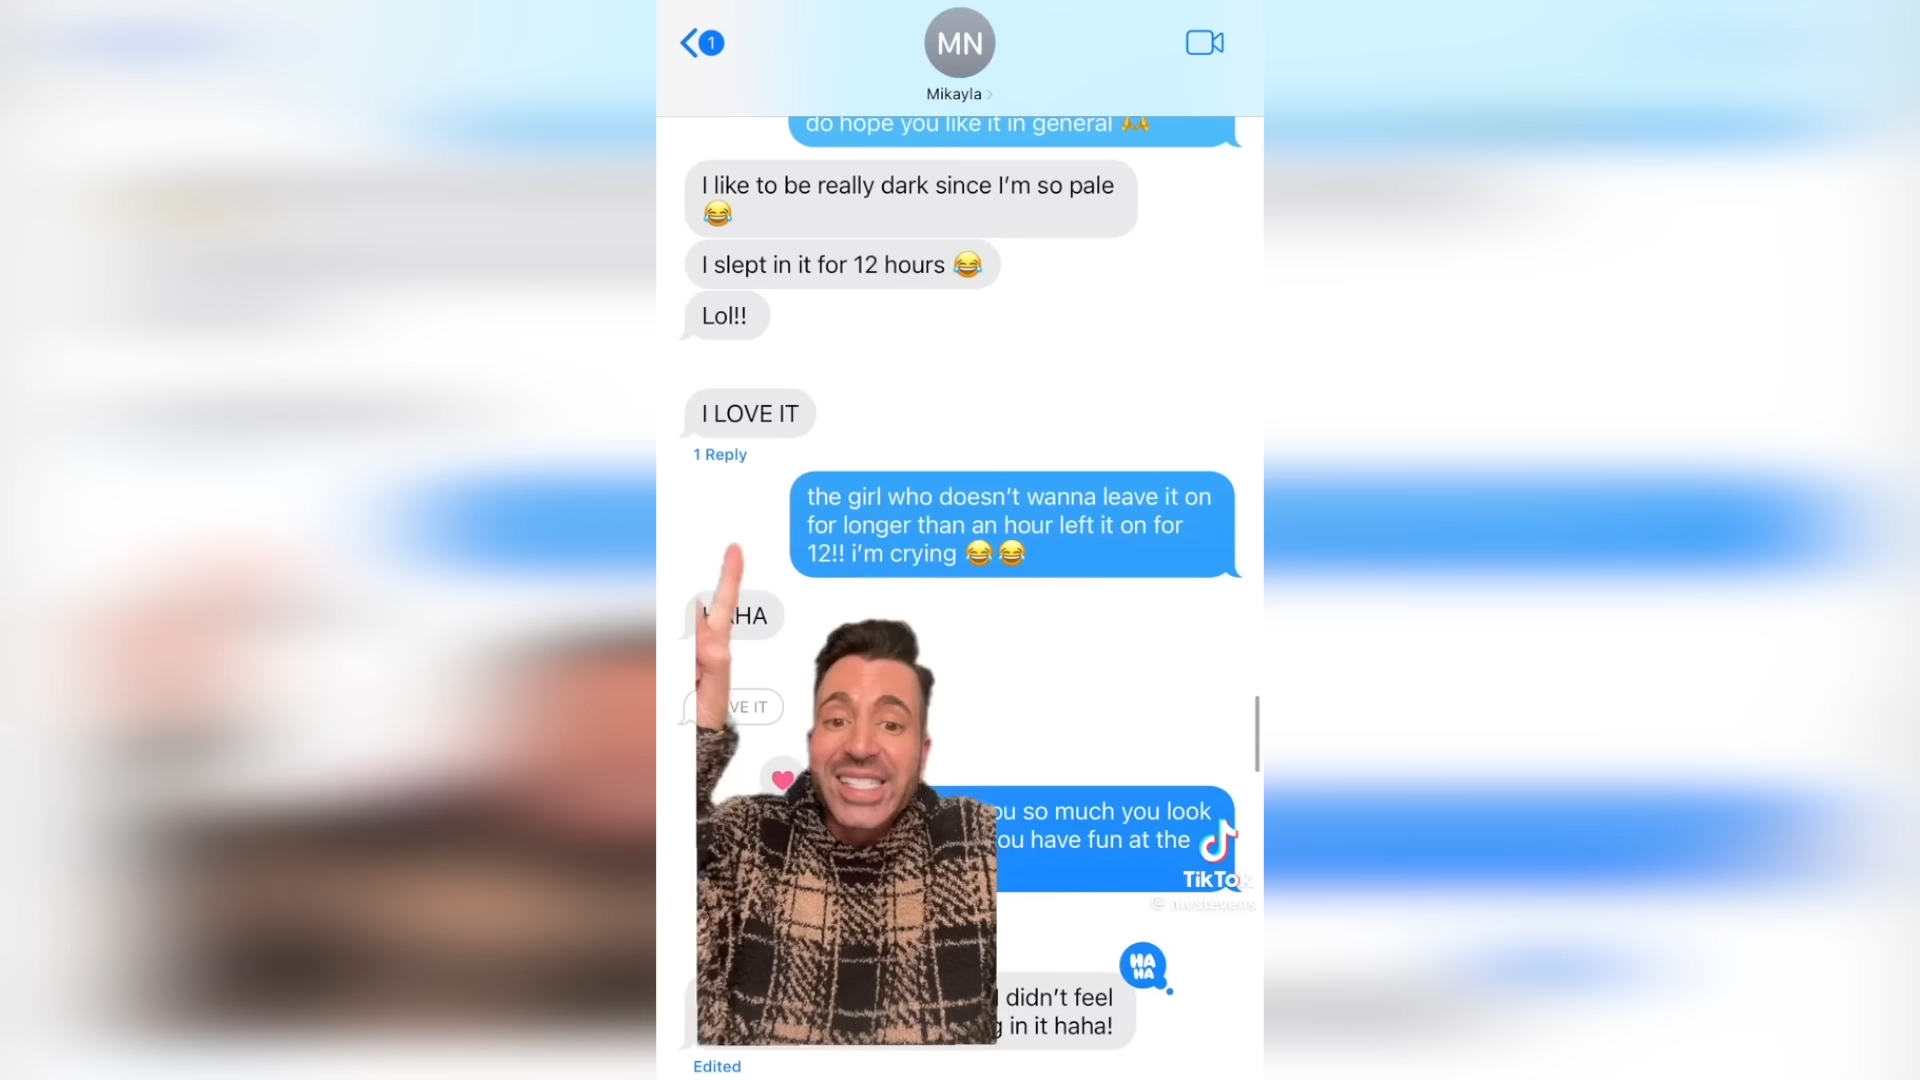 1
MN
Mikayla
do hope you like it in general 🙌
I like to be really dark since I'm so pale
😂
I slept in it for 12 hours 😂
Lol!!
I LOVE IT
1 Reply
the girl who doesn't wanna leave it on
for longer than an hour left it on for
12!! i'm crying 😂 😂
HAHA
VE IT
so much you look
have fun at the
TikTok
HA
HA
didn't feel
in it haha!
Edited